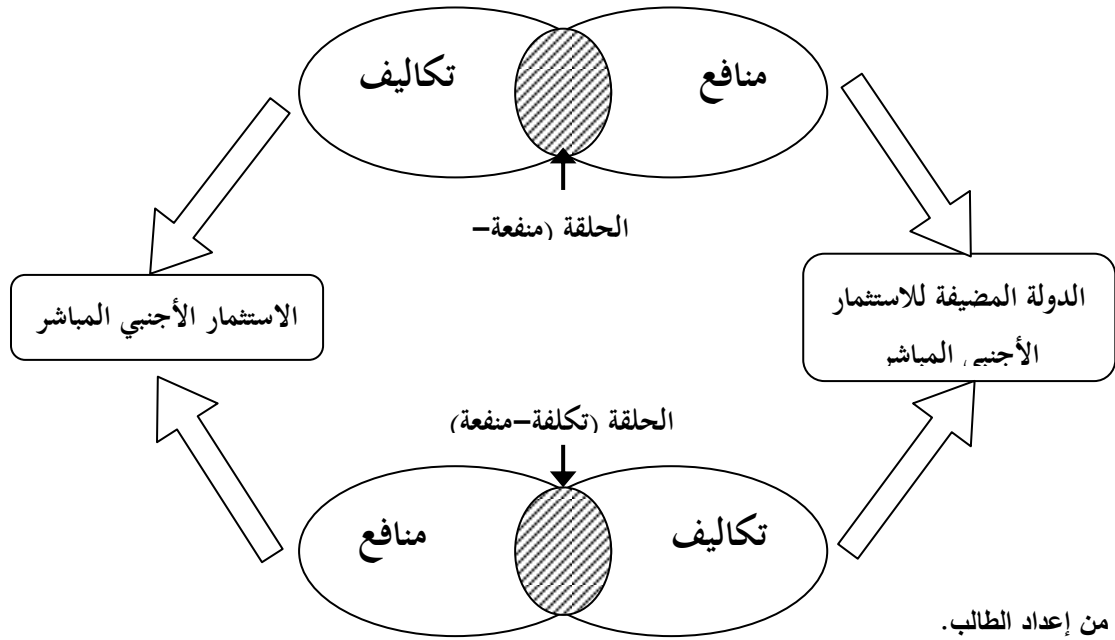 منافع
تكاليف
الحلقة (منفعة–
الدولة المضيفة للاستثمار
الأجنبي المباشر
الاستثمار الأجنبي المباشر
الحلقة (تكلفة–منفعة)
تكاليف
منافع
من إعداد الطالب.